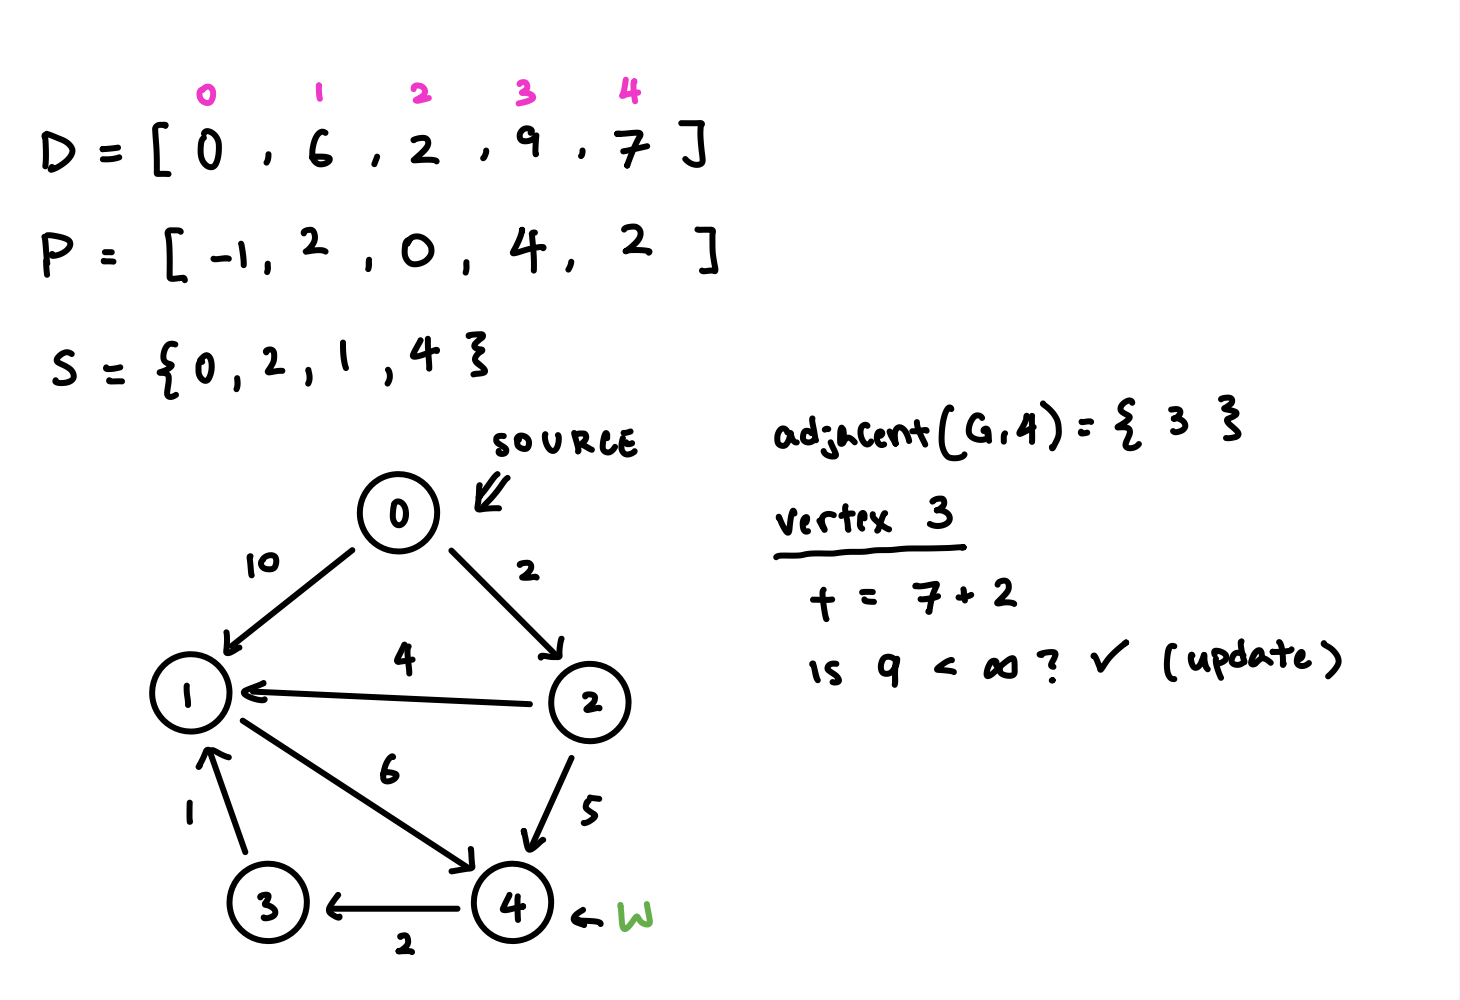 0 1 2 3 4
D = [ 0 , 6 , 2 , 9 , 7 ]
P = [ -1 , 2 , 0 , 4 , 2 ]
S = { 0 , 2 , 1 , 4 }
SOURCE
0
10
2
4
1
2
6
5
1
3
4
2
← W
adjacent(G,4) = { 3 }
vertex 3
t = 7 + 2
is 9 < ∞ ? ✓ (update)